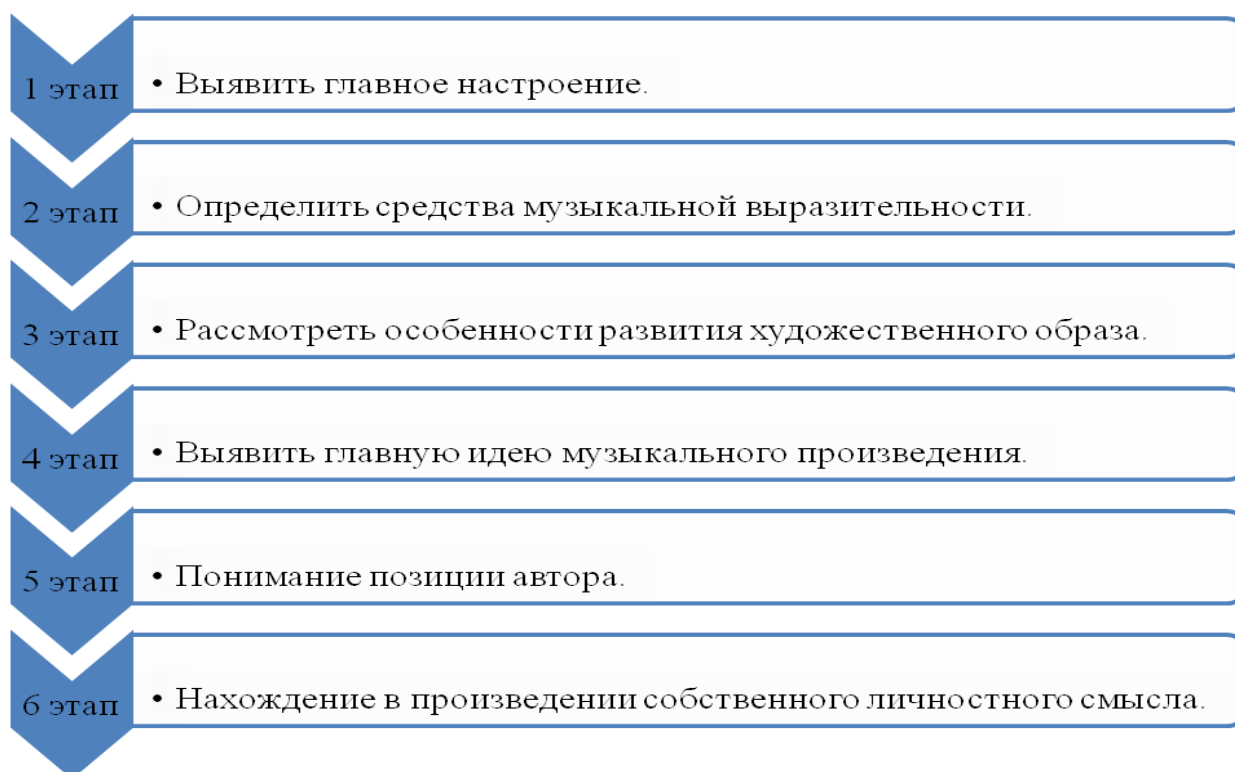 1 этап • Выявить главное настроение.
2 этап • Определить средства музыкальной выразительности.
3 этап • Рассмотреть особенности развития художественного образа.
4 этап • Выявить главную идею музыкального произведения.
5 этап • Понимание позиции автора.
6 этап • Нахождение в произведении собственного личностного смысла.